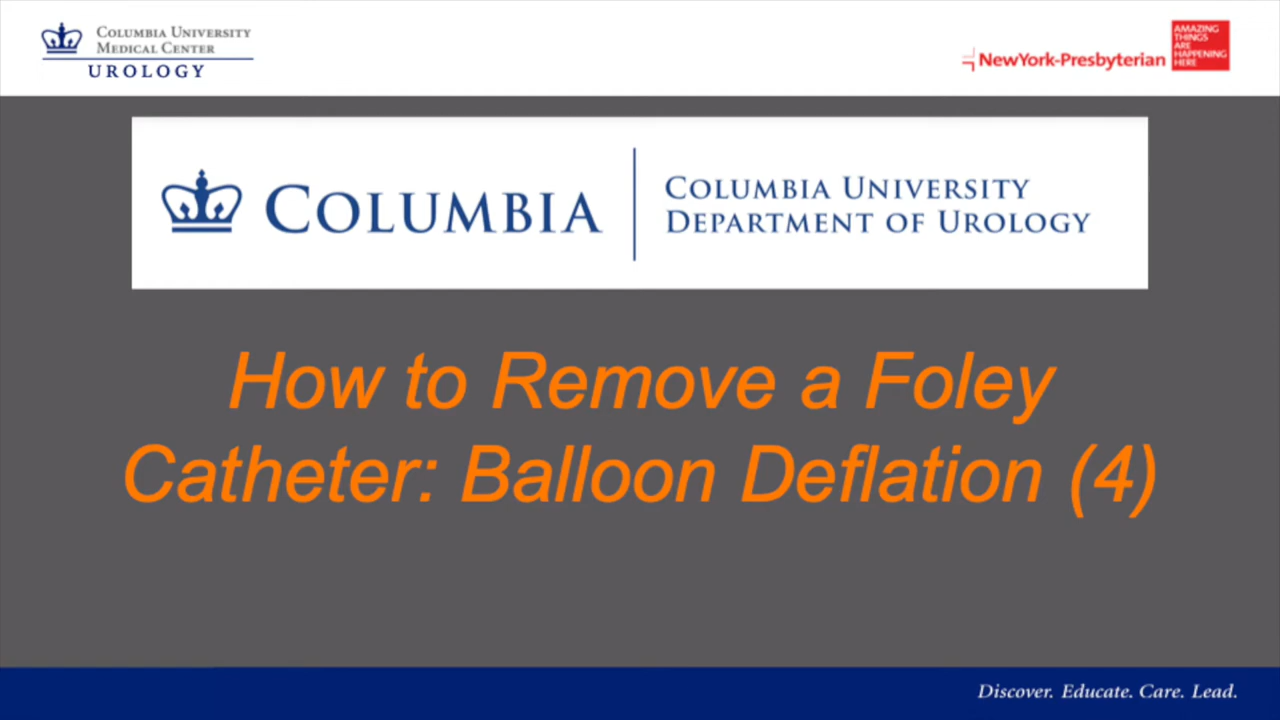 COLUMBIA UNIVERSITY
MEDICAL CENTER
UROLOGY
NewYork-Presbyterian
AMAZING
THINGS
ARE
HAPPENING
HERE
COLUMBIA
COLUMBIA UNIVERSITY
DEPARTMENT OF UROLOGY
How to Remove a Foley
Catheter: Balloon Deflation (4)
Discover. Educate. Care. Lead.